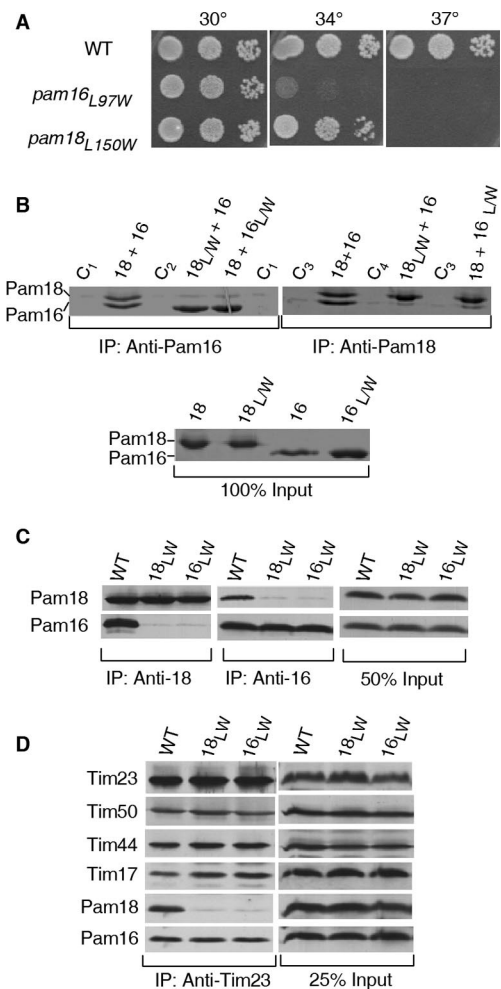 A
30° 34° 37°
WT
pam16L97W
pam18L150W
B
C1 18 + 16 C2 18L/W + 16 18 + 16L/W C1 C3 18+16 C4 18L/W + 16 C3 18 + 16 L/W
Pam18
Pam16
IP: Anti-Pam16 IP: Anti-Pam18
18 18L/W 16 16 L/W
Pam18
Pam16
100% Input
C
WT 18LW 16LW WT 18LW 16LW WT 18LW 16LW
Pam18
Pam16
IP: Anti-18 IP: Anti-16 50% Input
D
WT 18LW 16LW WT 18LW 16LW
Tim23
Tim50
Tim44
Tim17
Pam18
Pam16
IP: Anti-Tim23 25% Input